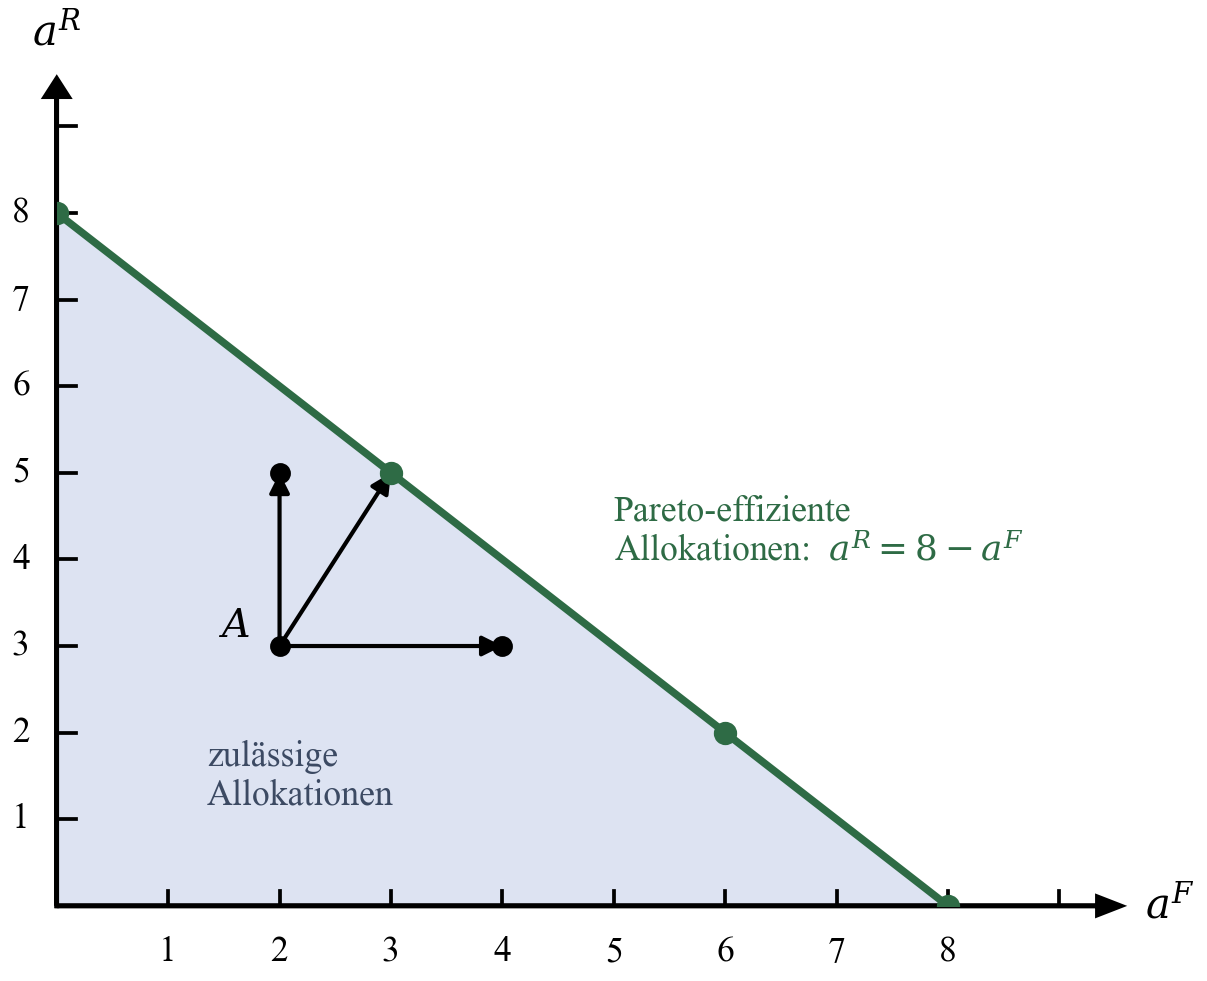 a^R
8
7
6
5
4
3
2
1
A
Pareto-effiziente
Allokationen: a^R = 8 − a^F
zulässige
Allokationen
a^F
1 2 3 4 5 6 7 8